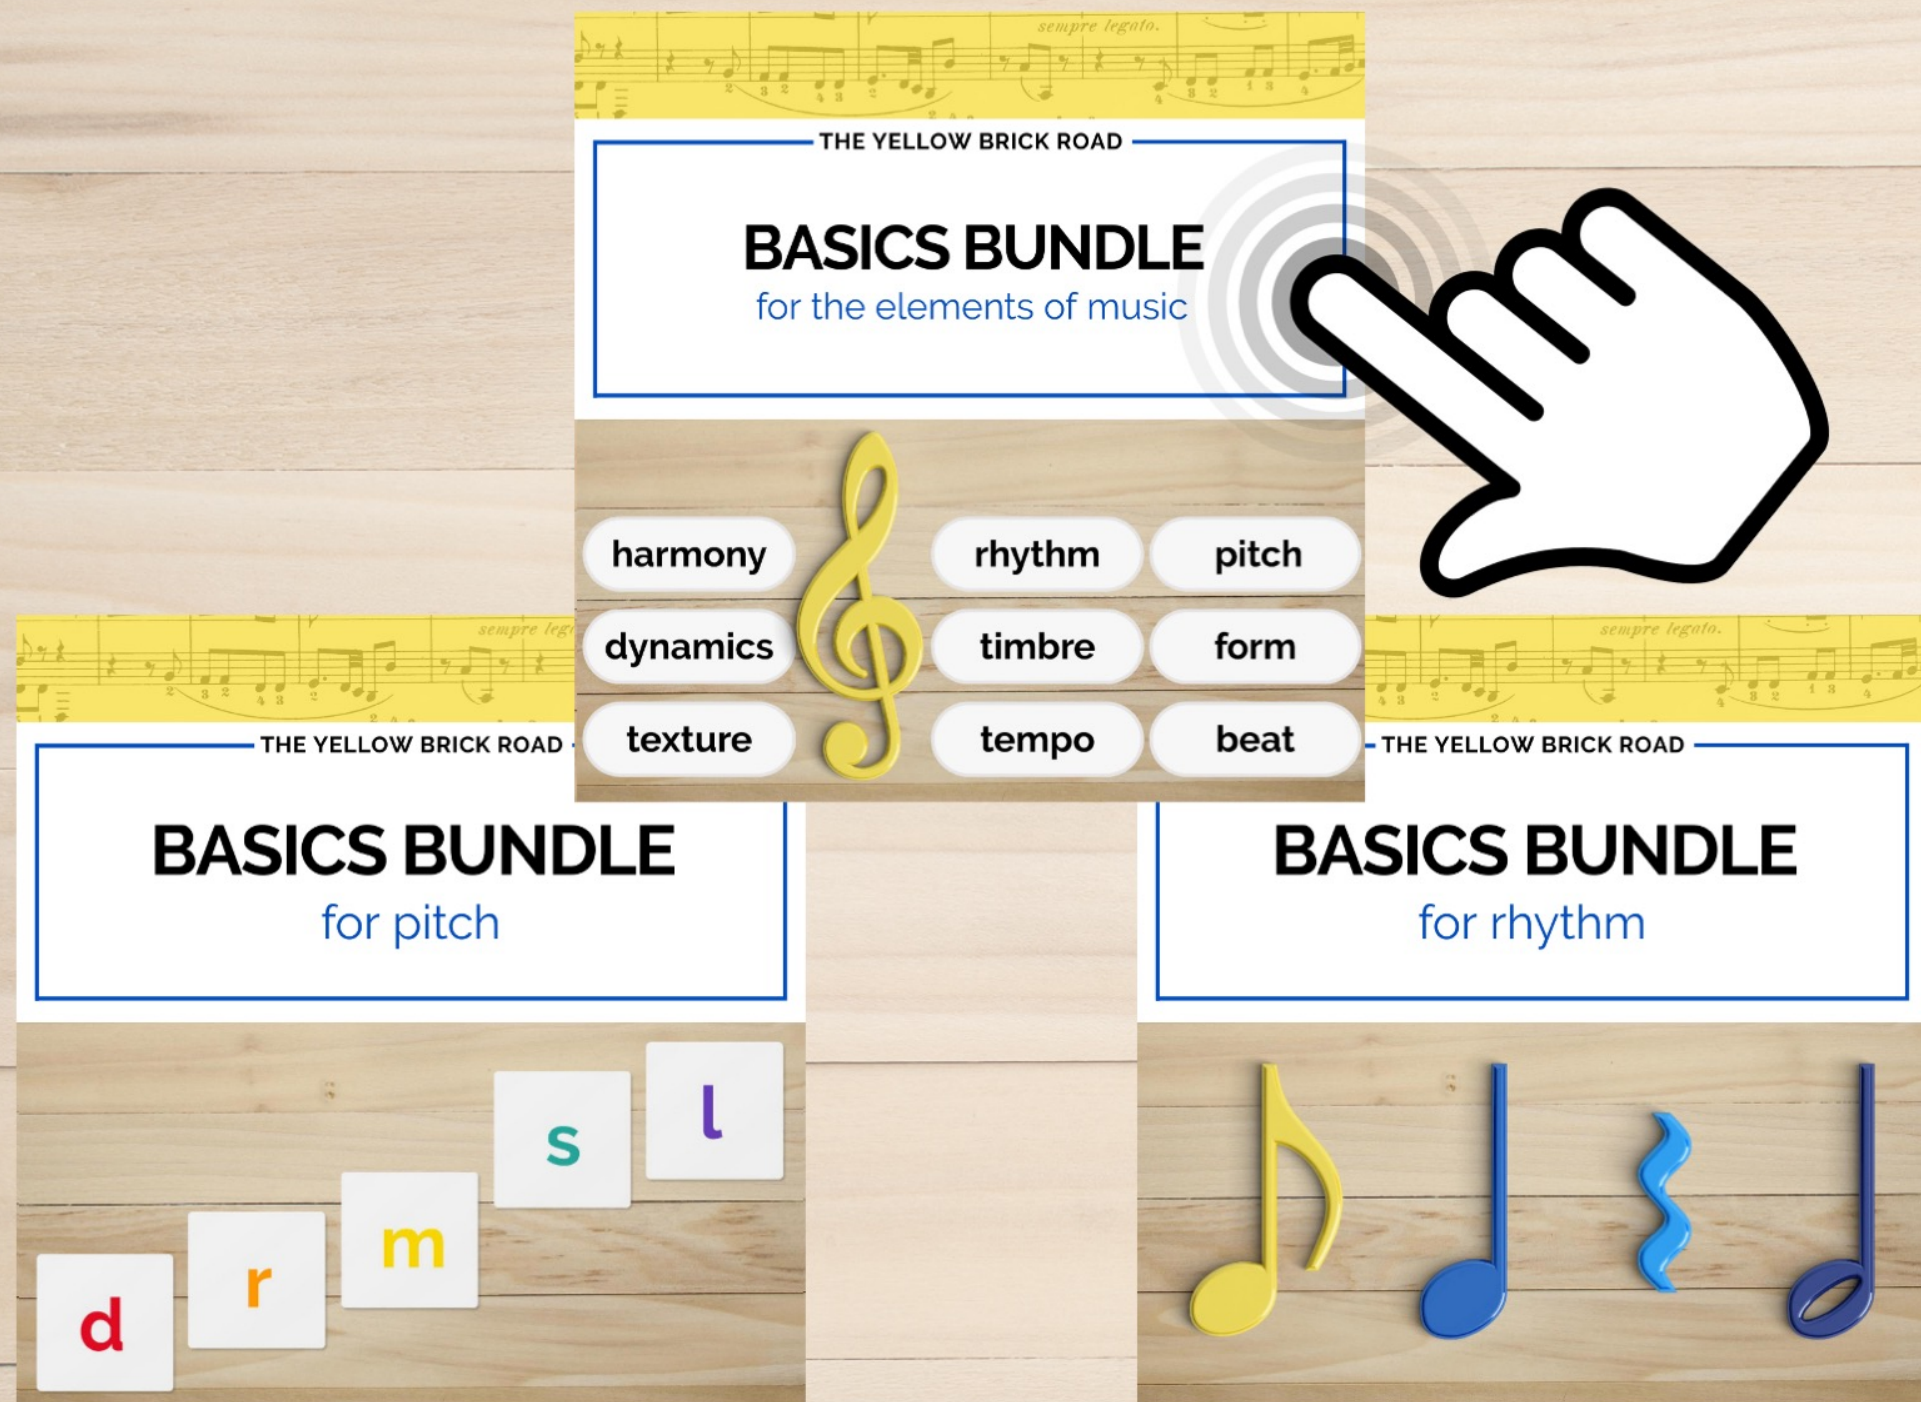 sempre legato.
THE YELLOW BRICK ROAD
BASICS BUNDLE
for the elements of music
harmony
rhythm
pitch
dynamics
timbre
form
texture
tempo
beat
sempre
THE YELLOW BRICK ROAD
BASICS BUNDLE
for pitch
d
r
m
s
l
sempre legato.
THE YELLOW BRICK ROAD
BASICS BUNDLE
for rhythm